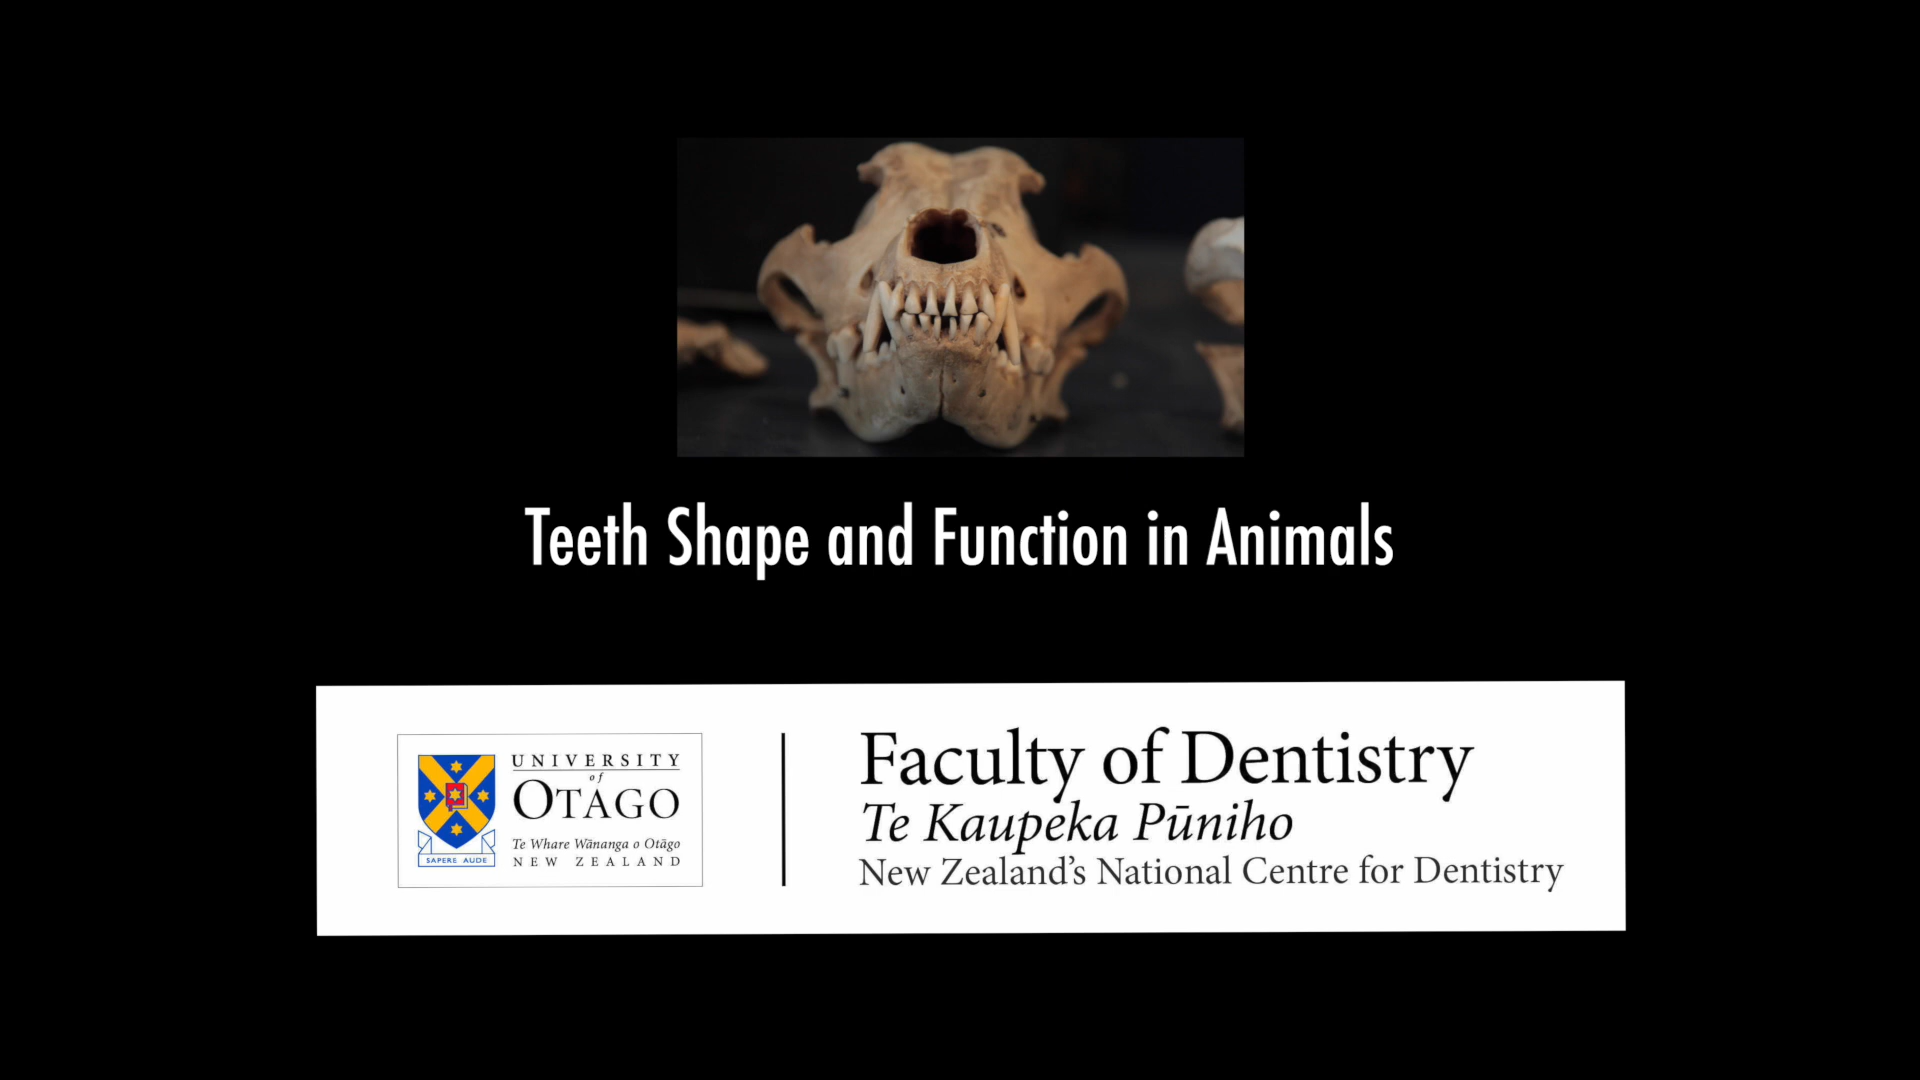 Teeth Shape and Function in Animals
UNIVERSITY
of
OTAGO
Te Whare Wānanga o Otāgo
NEW ZEALAND
SAPERE AUDE
Faculty of Dentistry
Te Kaupeka Pūniho
New Zealand's National Centre for Dentistry